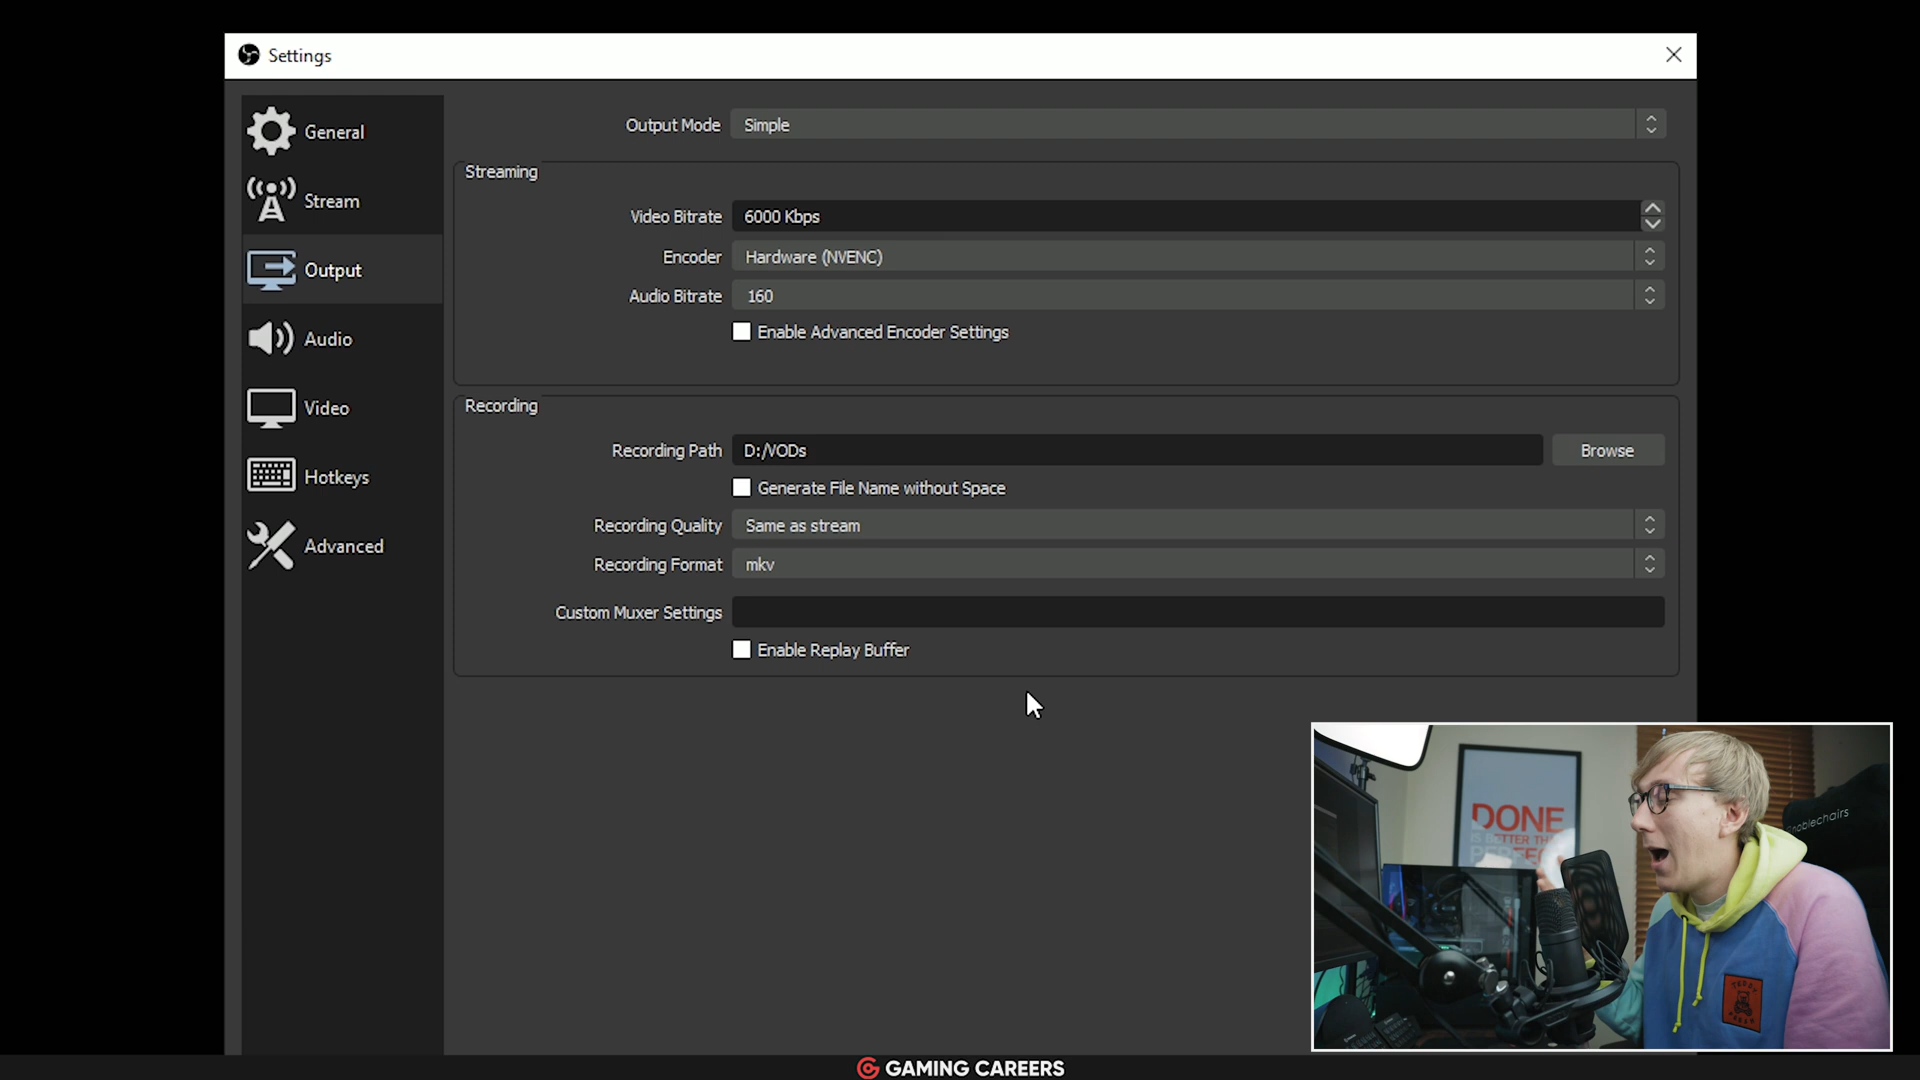 Settings
General
Stream
Output
Audio
Video
Hotkeys
Advanced
Output Mode Simple
Streaming
Video Bitrate 6000 Kbps
Encoder Hardware (NVENC)
Audio Bitrate 160
Enable Advanced Encoder Settings
Recording
Recording Path D:/VODs Browse
Generate File Name without Space
Recording Quality Same as stream
Recording Format mkv
Custom Muxer Settings
Enable Replay Buffer
DONE
IS BETTER
noblechairs
GAMING CAREERS